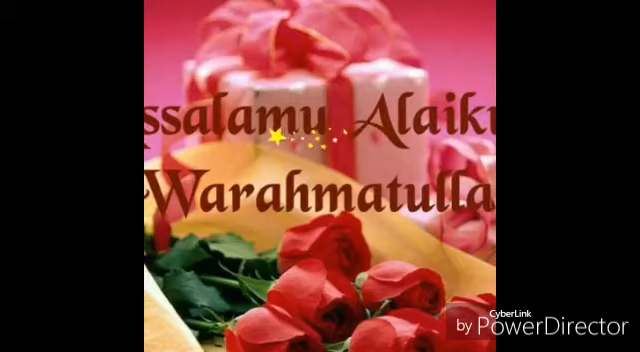 ssalamu Alaiku
Warahmatulla
CyberLink
by PowerDirector